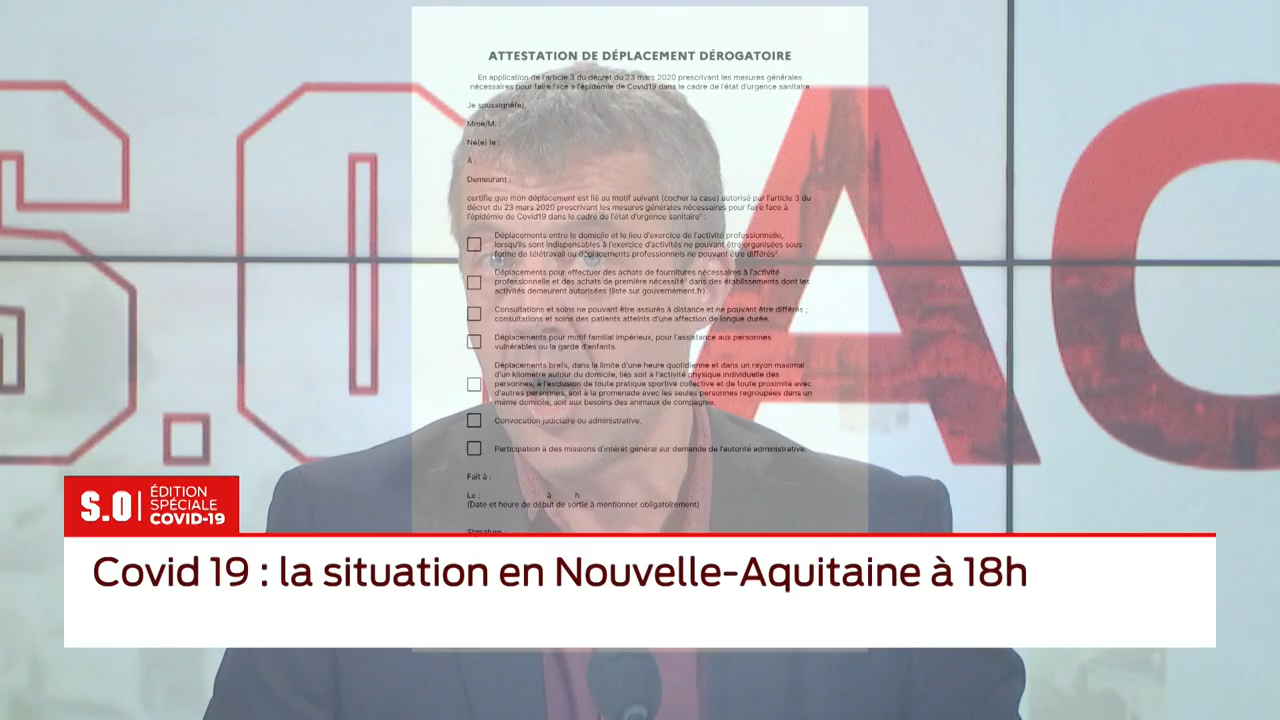 S.O AC
ATTESTATION DE DÉPLACEMENT DÉROGATOIRE
En application de l'article 3 du décret du 23 mars 2020 prescrivant les mesures générales
nécessaires pour faire face à l'épidémie de Covid19 dans le cadre de l'état d'urgence sanitaire
Je soussigné(e),
Mme/M. :
Né(e) le :
À :
Demeurant :
certifie que mon déplacement est lié au motif suivant (cocher la case) autorisé par l'article 3 du
décret du 23 mars 2020 prescrivant les mesures générales nécessaires pour faire face à
l'épidémie de Covid19 dans le cadre de l'état d'urgence sanitaire¹ :
Déplacements entre le domicile et le lieu d'exercice de l'activité professionnelle,
lorsqu'ils sont indispensables à l'exercice d'activités ne pouvant être organisées sous
forme de télétravail ou déplacements professionnels ne pouvant être différés².
Déplacements pour effectuer des achats de fournitures nécessaires à l'activité
professionnelle et des achats de première nécessité³ dans des établissements dont les
activités demeurent autorisées (liste sur gouvernement.fr).
Consultations et soins ne pouvant être assurés à distance et ne pouvant être différés ;
consultations et soins des patients atteints d'une affection de longue durée.
Déplacements pour motif familial impérieux, pour l'assistance aux personnes
vulnérables ou la garde d'enfants.
Déplacements brefs, dans la limite d'une heure quotidienne et dans un rayon maximal
d'un kilomètre autour du domicile, liés soit à l'activité physique individuelle des
personnes, à l'exclusion de toute pratique sportive collective et de toute proximité avec
d'autres personnes, soit à la promenade avec les seules personnes regroupées dans un
même domicile, soit aux besoins des animaux de compagnie.
Convocation judiciaire ou administrative.
Participation à des missions d'intérêt général sur demande de l'autorité administrative.
Fait à :
Le : à h
(Date et heure de début de sortie à mentionner obligatoirement)
Signature :
S.O ÉDITION
SPÉCIALE
COVID-19
Covid 19 : la situation en Nouvelle-Aquitaine à 18h